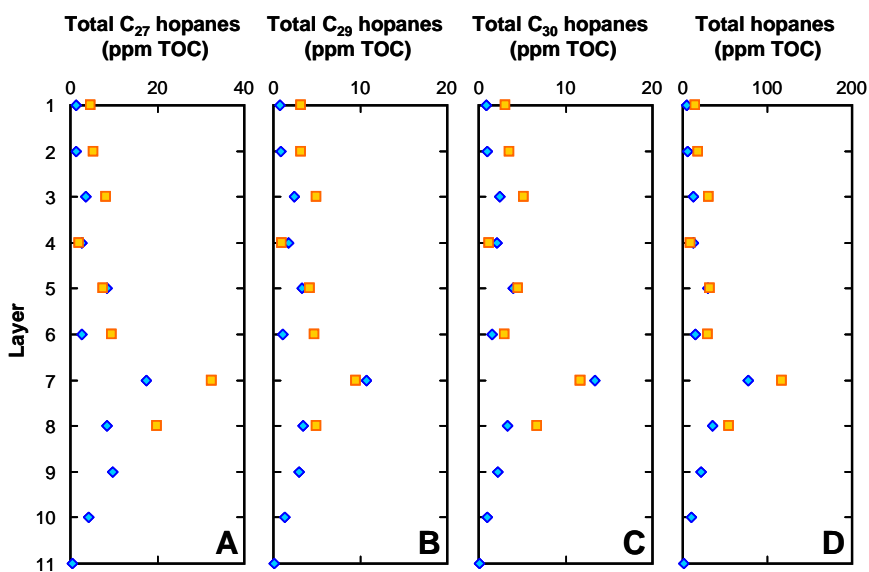 Total C₂₇ hopanes
(ppm TOC)
Total C₂₉ hopanes
(ppm TOC)
Total C₃₀ hopanes
(ppm TOC)
Total hopanes
(ppm TOC)
0 20 40
0 10 20
0 10 20
0 100 200
Layer
1
2
3
4
5
6
7
8
9
10
11
A
B
C
D